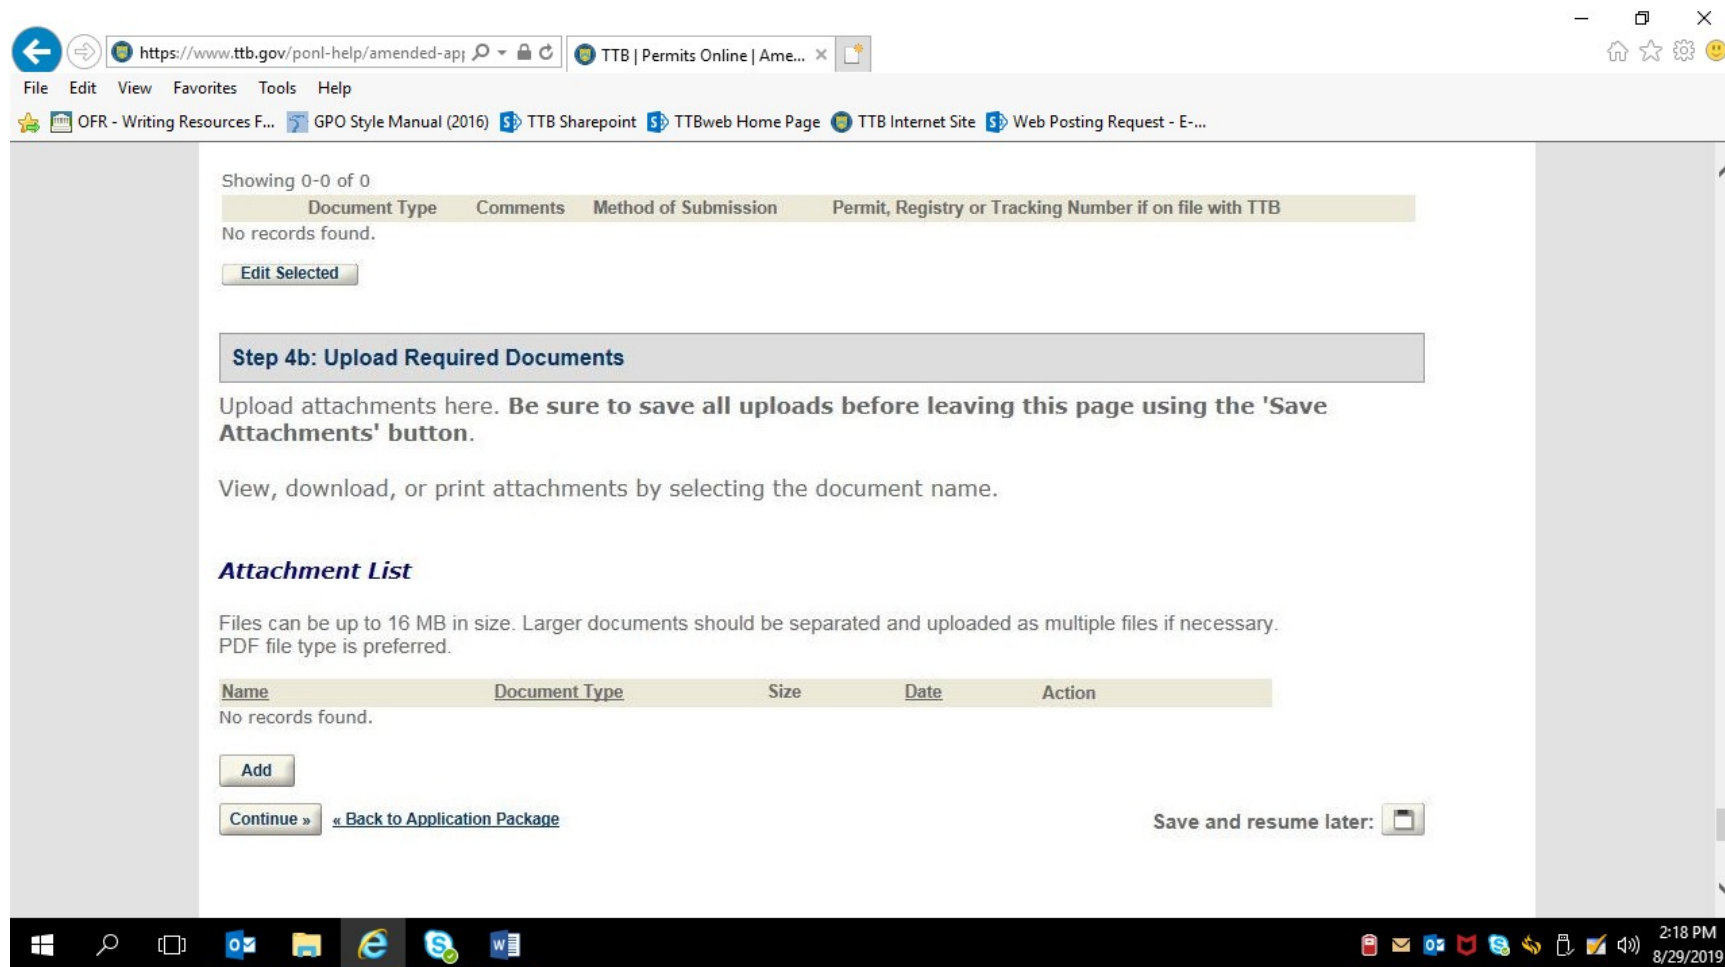 https://www.ttb.gov/ponl-help/amended-ap
TTB | Permits Online | Ame...
File Edit View Favorites Tools Help
OFR - Writing Resources F... GPO Style Manual (2016) TTB Sharepoint TTBweb Home Page TTB Internet Site Web Posting Request - E-...
Showing 0-0 of 0
Document Type Comments Method of Submission Permit, Registry or Tracking Number if on file with TTB
No records found.
Edit Selected
Step 4b: Upload Required Documents
Upload attachments here. Be sure to save all uploads before leaving this page using the 'Save
Attachments' button.
View, download, or print attachments by selecting the document name.
Attachment List
Files can be up to 16 MB in size. Larger documents should be separated and uploaded as multiple files if necessary.
PDF file type is preferred.
Name Document Type Size Date Action
No records found.
Add
Continue » « Back to Application Package Save and resume later:
2:18 PM
8/29/2019